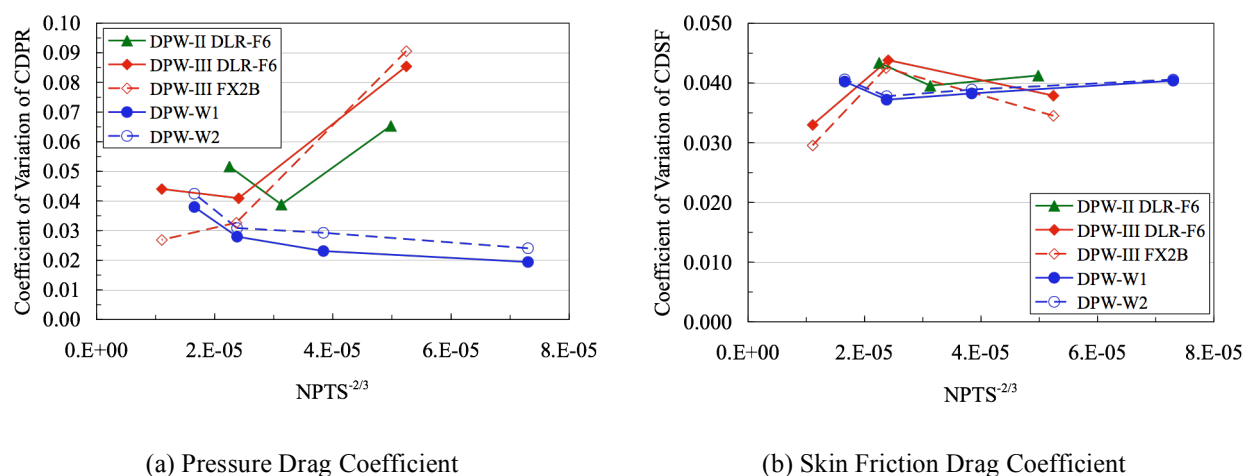 Coefficient of Variation of CDPR
0.10
0.09
0.08
0.07
0.06
0.05
0.04
0.03
0.02
0.01
0.00
DPW-II DLR-F6
DPW-III DLR-F6
DPW-III FX2B
DPW-W1
DPW-W2
0.E+00
2.E-05
4.E-05
6.E-05
8.E-05
NPTS-2/3
(a) Pressure Drag Coefficient
Coefficient of Variation of CDSF
0.050
0.040
0.030
0.020
0.010
0.000
DPW-II DLR-F6
DPW-III DLR-F6
DPW-III FX2B
DPW-W1
DPW-W2
0.E+00
2.E-05
4.E-05
6.E-05
8.E-05
NPTS-2/3
(b) Skin Friction Drag Coefficient